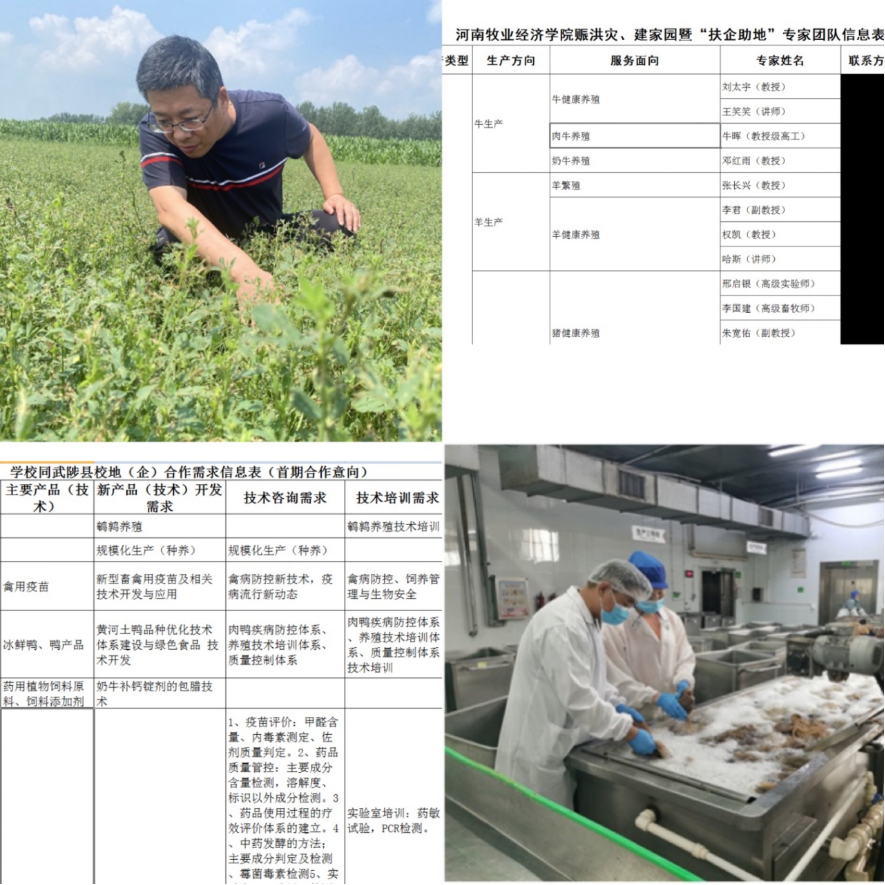 河南牧业经济学院赈洪灾、建家园暨“扶企助地”专家团队信息表
类型 生产方向 服务面向 专家姓名 联系方
牛生产 牛健康养殖 刘太宇（教授）
王笑笑（讲师）
肉牛养殖 牛晖（教授级高工）
奶牛养殖 邓红雨（教授）
羊生产 羊繁殖 张长兴（教授）
羊健康养殖 李君（副教授）
权凯（教授）
哈斯（讲师）
猪健康养殖 邢启银（高级实验师）
李国建（高级畜牧师）
朱宽佑（副教授）
学校同武陟县校地（企）合作需求信息表（首期合作意向）
主要产品（技术） 新产品（技术）开发需求 技术咨询需求 技术培训需求
鹌鹑养殖 鹌鹑养殖技术培训
规模化生产（种养） 规模化生产（种养）
禽用疫苗 新型畜禽用疫苗及相关技术开发与应用 禽病防控新技术，疫病流行新动态 禽病防控、饲养管理与生物安全
冰鲜鸭、鸭产品 黄河土鸭品种优化技术体系建设与绿色食品 技术开发 肉鸭疾病防控体系、养殖技术培训体系、质量控制体系 肉鸭疾病防控体系、养殖技术培训体系、质量控制体系技术培训
药用植物饲料原料、饲料添加剂 奶牛补钙锭剂的包腊技术
1、疫苗评价：甲醛含
量、内毒素测定、佐
剂质量判定。2、药品
质量管控：主要成分
含量检测，溶解度、
标识以外成分检测。3
、药品使用过程的疗
效评价体系的建立。4
、中药发酵的方法；
主要成分判定及检测
、霉菌毒素检测5、实
实验室培训：药敏
试验，PCR检测。